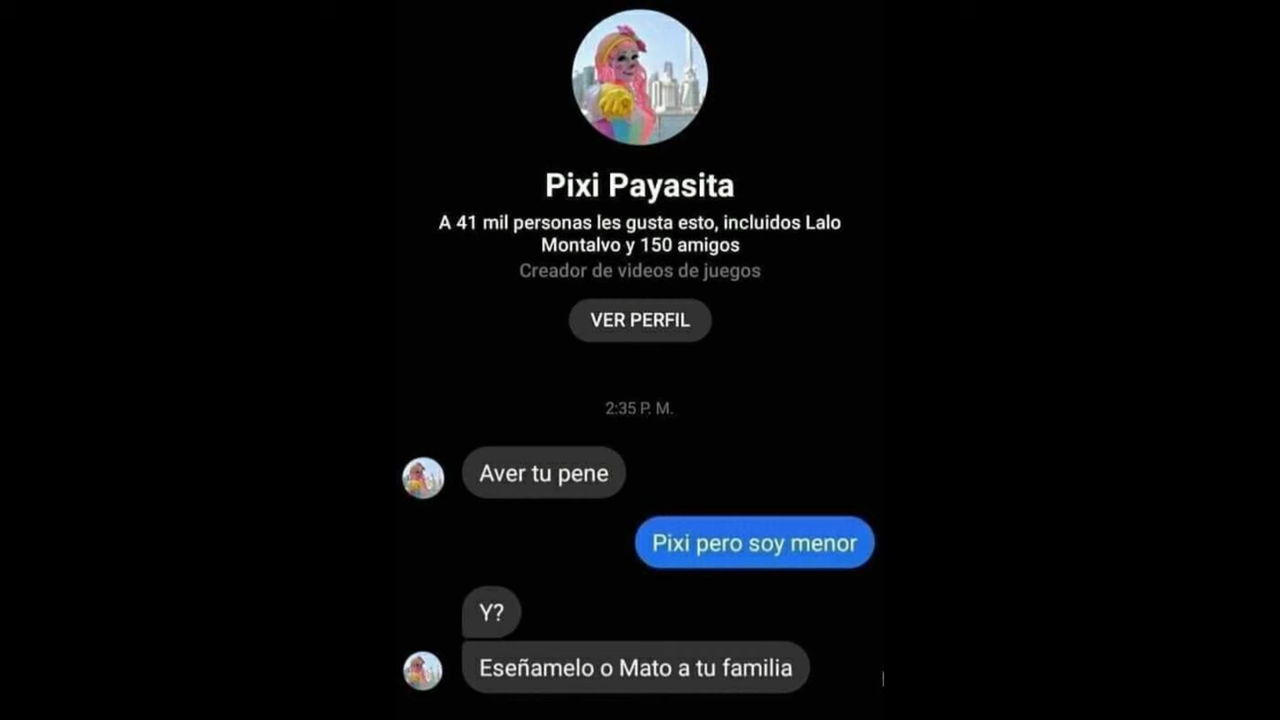 Pixi Payasita
A 41 mil personas les gusta esto, incluidos Lalo
Montalvo y 150 amigos
Creador de videos de juegos
VER PERFIL
2:35 P. M.
Aver tu pene
Pixi pero soy menor
Y?
Eseñamelo o Mato a tu familia